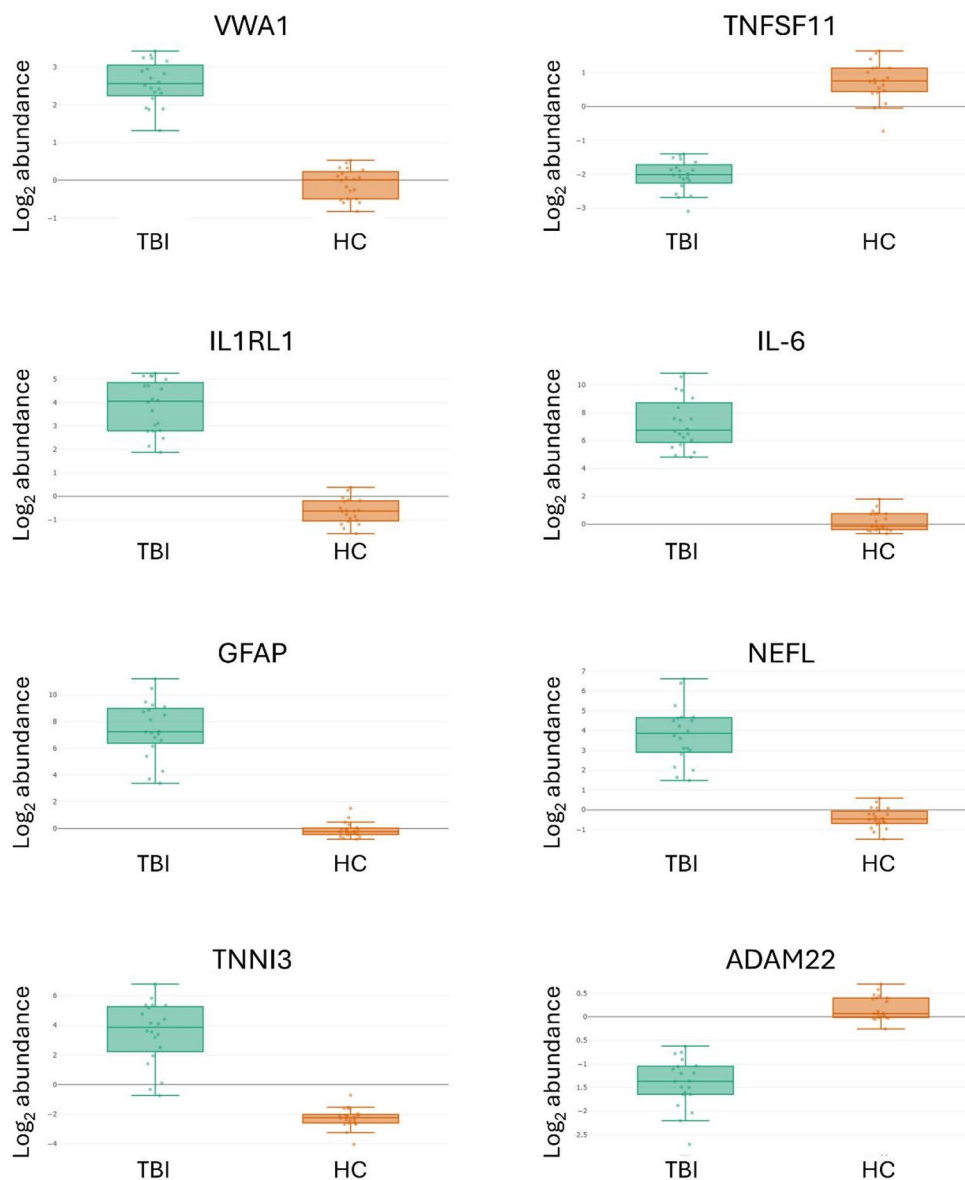 VWA1
Log2 abundance
3
2
1
0
−1
TBI
HC
TNFSF11
Log2 abundance
1
0
−1
−2
−3
TBI
HC
IL1RL1
Log2 abundance
5
4
3
2
1
0
−1
TBI
HC
IL-6
Log2 abundance
10
8
6
4
2
0
TBI
HC
GFAP
Log2 abundance
10
8
6
4
2
0
TBI
HC
NEFL
Log2 abundance
7
6
5
4
3
2
1
0
−1
TBI
HC
TNNI3
Log2 abundance
6
4
2
0
−2
−4
TBI
HC
ADAM22
Log2 abundance
0.5
0
0.5
−1
1.5
−2
2.5
TBI
HC